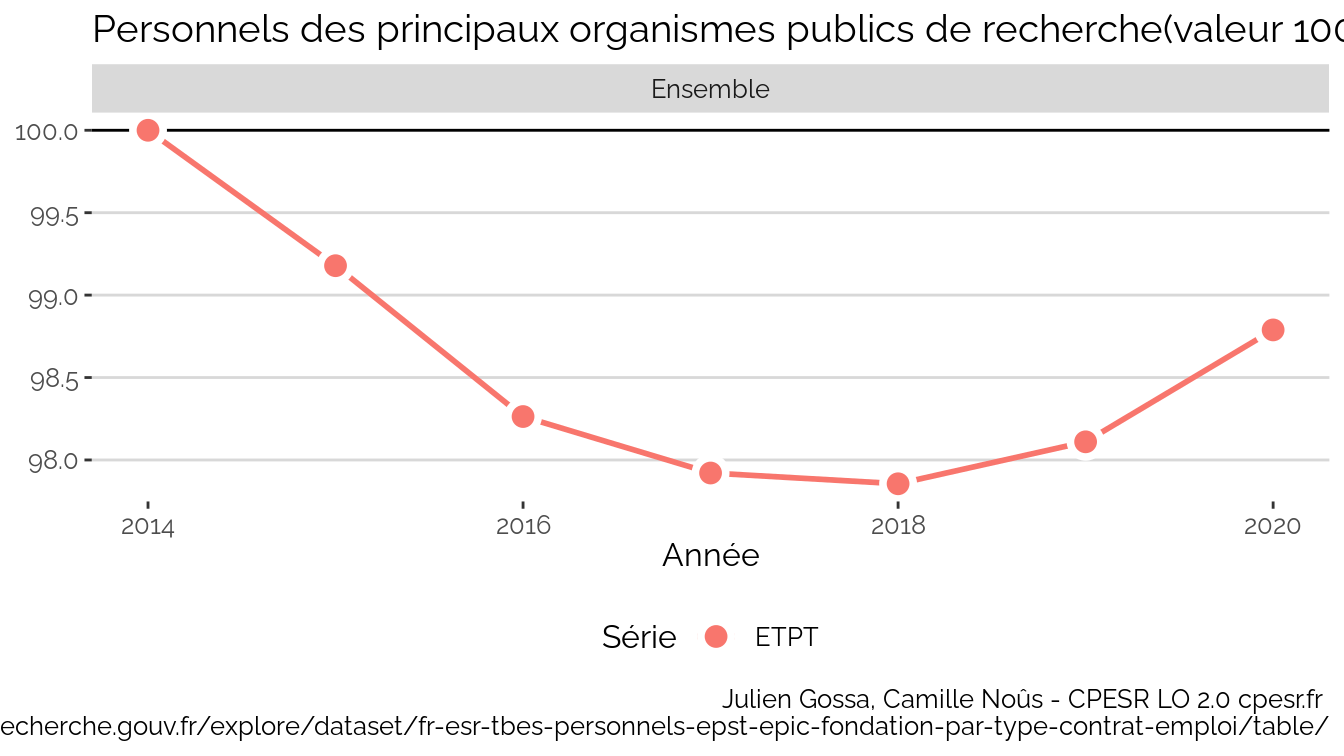 Personnels des principaux organismes publics de recherche(valeur 100
Ensemble
100.0
99.5
99.0
98.5
98.0
2014 2016 2018 2020
Année
Série ETPT
Julien Gossa, Camille Noûs - CPESR LO 2.0 cpesr.fr
echerche.gouv.fr/explore/dataset/fr-esr-tbes-personnels-epst-epic-fondation-par-type-contrat-emploi/table/